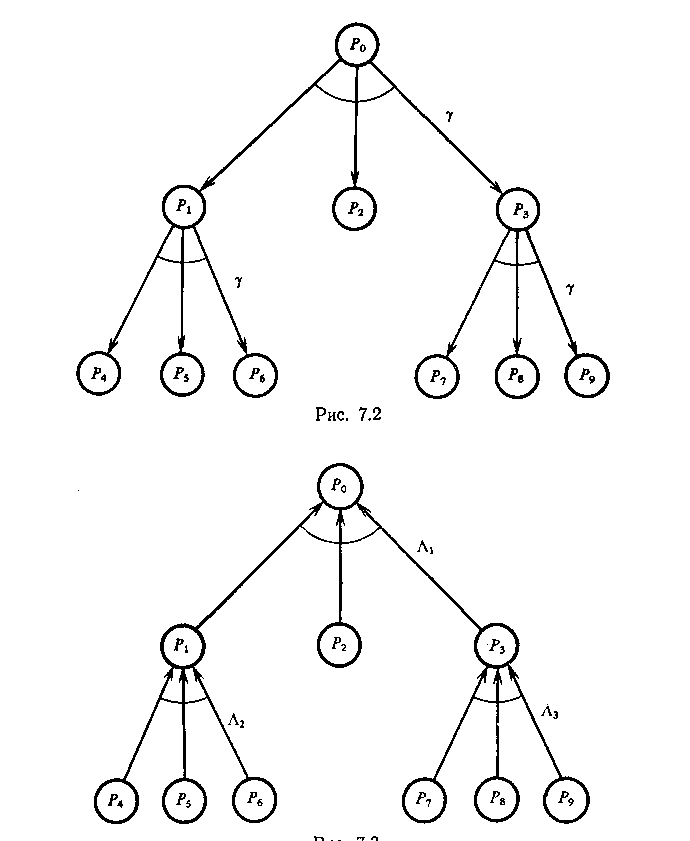 P₀
γ
P₁ P₂ P₃
γ γ
P₄ P₅ P₆ P₇ P₈ P₉
Рис. 7.2
P₀
Λ₁
P₁ P₂ P₃
Λ₂ Λ₃
P₄ P₅ P₆ P₇ P₈ P₉